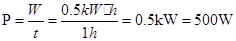 P = W/t = 0.5kW·h/1h = 0.5kW = 500W